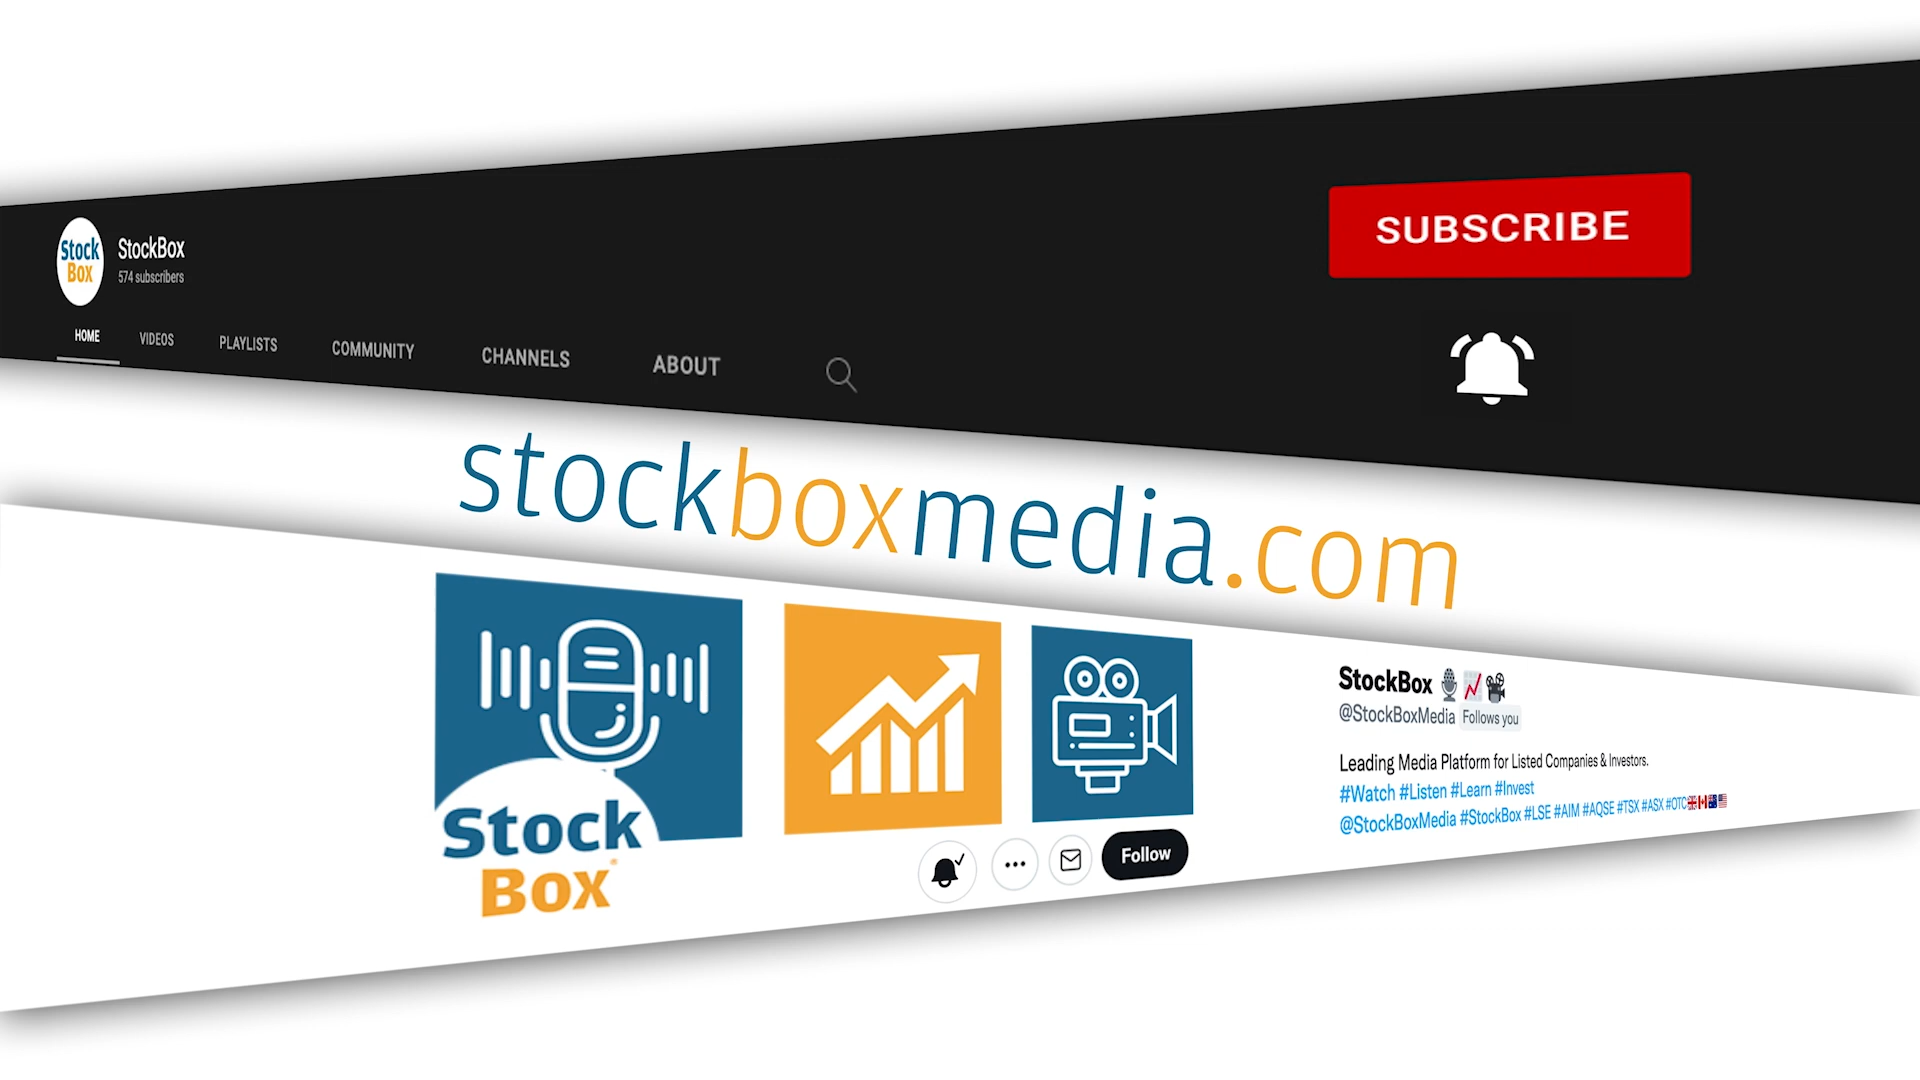 Stock
Box
StockBox
574 subscribers
SUBSCRIBE
HOME VIDEOS PLAYLISTS COMMUNITY CHANNELS ABOUT
stockboxmedia.com
Stock
Box
Follow
StockBox
@StockBoxMedia Follows you
Leading Media Platform for Listed Companies & Investors.
#Watch #Listen #Learn #Invest
@StockBoxMedia #StockBox #LSE #AIM #AQSE #TSX #ASX #OTC🇬🇧🇨🇦🇦🇺🇺🇸